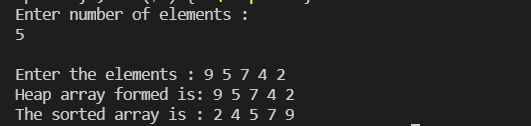 Enter number of elements :
5
Enter the elements : 9 5 7 4 2
Heap array formed is: 9 5 7 4 2
The sorted array is : 2 4 5 7 9